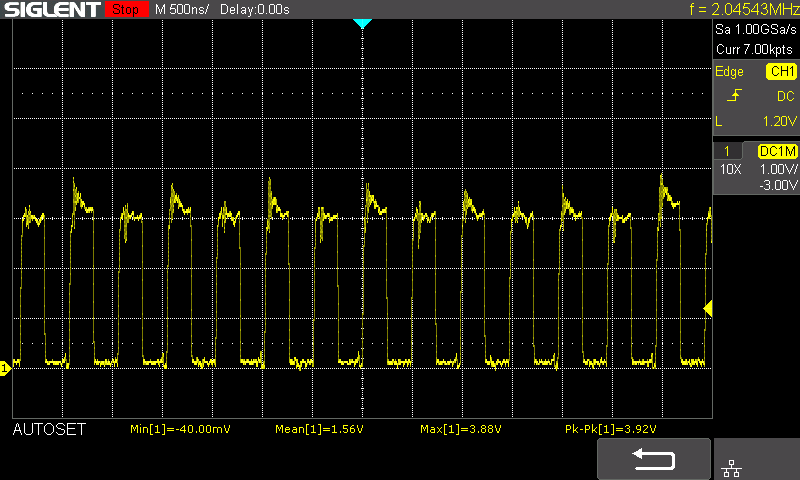 SIGLENT Stop M 500ns/ Delay:0.00s f = 2.04543MHz
Sa 1.00GSa/s
Curr 7.00kpts
Edge CH1
DC
L 1.20V
1 DC1M
10X 1.00V/
-3.00V
1
AUTOSET Min[1]=-40.00mV Mean[1]=1.56V Max[1]=3.88V Pk-Pk[1]=3.92V